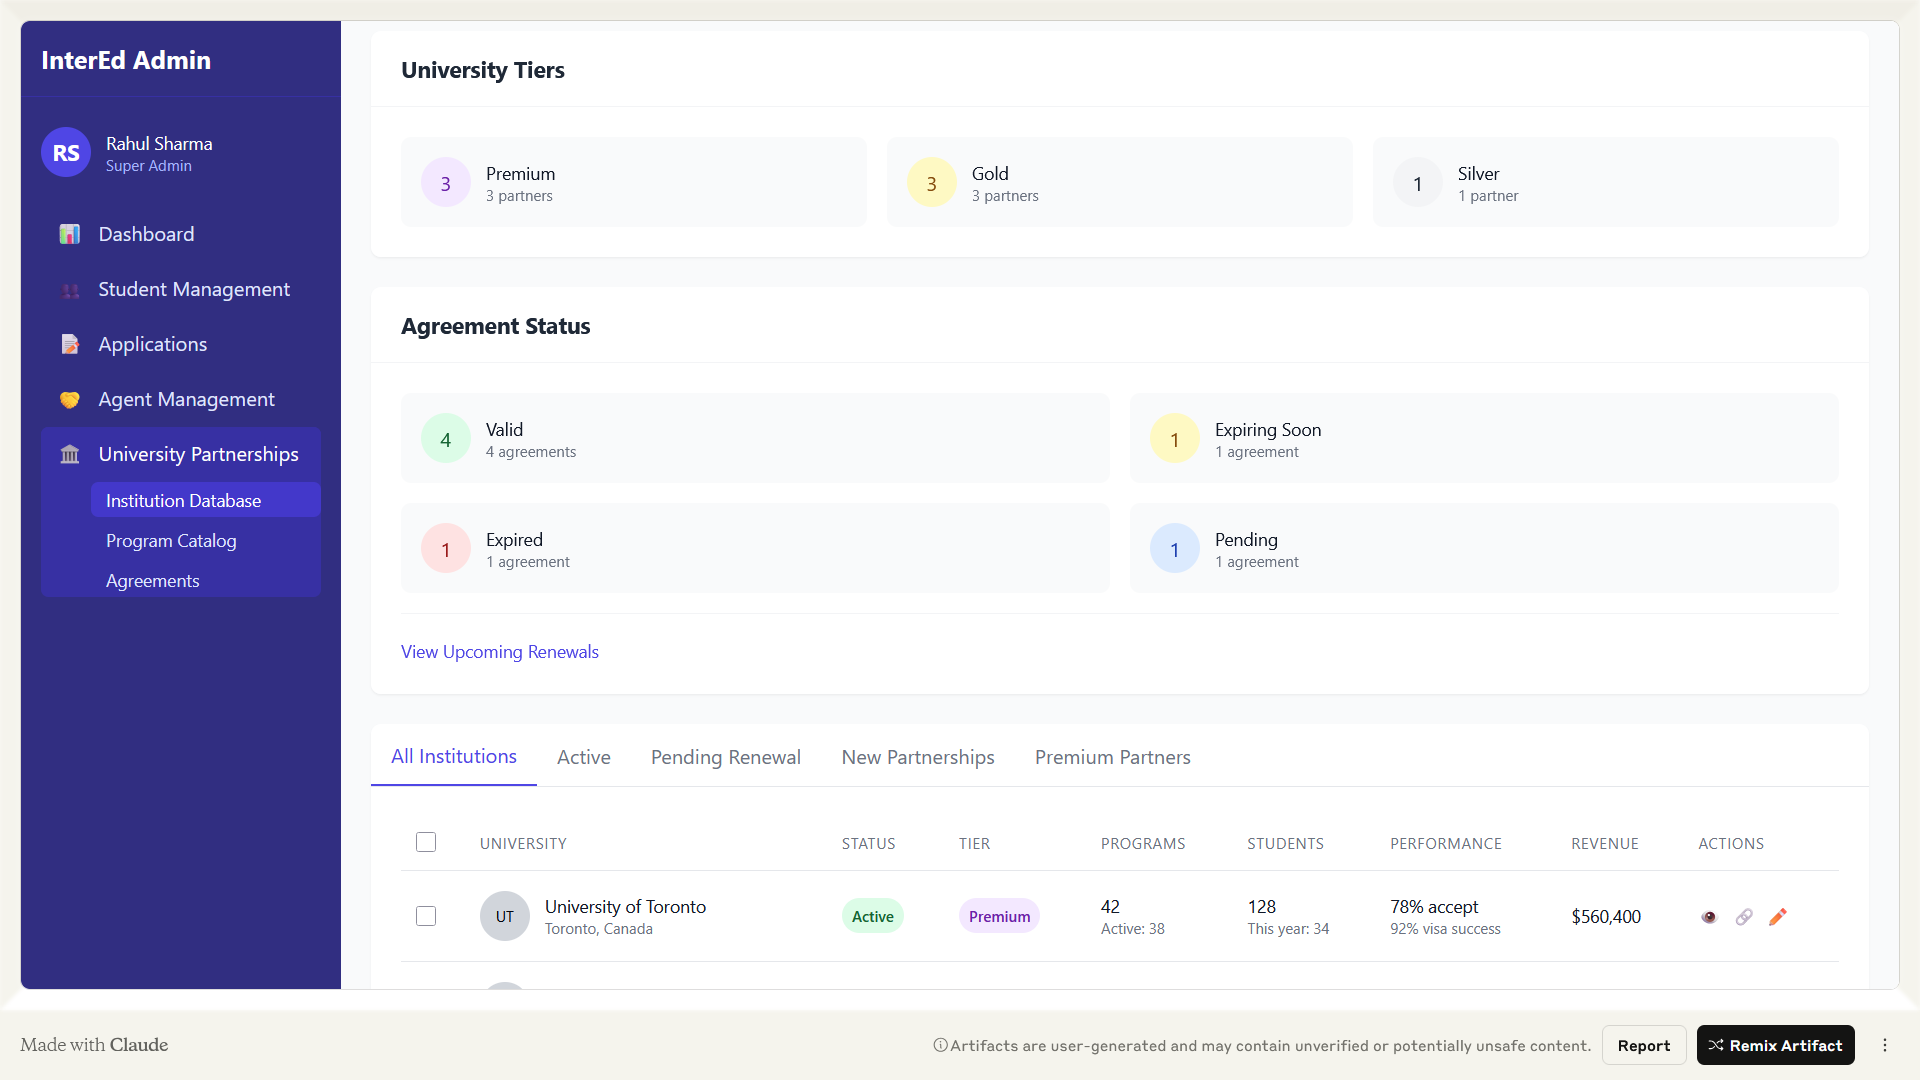 InterEd Admin
RS
Rahul Sharma
Super Admin
Dashboard
Student Management
Applications
Agent Management
University Partnerships
Institution Database
Program Catalog
Agreements
University Tiers
3
Premium
3 partners
3
Gold
3 partners
1
Silver
1 partner
Agreement Status
4
Valid
4 agreements
1
Expiring Soon
1 agreement
1
Expired
1 agreement
1
Pending
1 agreement
View Upcoming Renewals
All Institutions Active Pending Renewal New Partnerships Premium Partners
UNIVERSITY STATUS TIER PROGRAMS STUDENTS PERFORMANCE REVENUE ACTIONS
UT
University of Toronto
Toronto, Canada
Active
Premium
42
Active: 38
128
This year: 34
78% accept
92% visa success
$560,400
Made with Claude
Artifacts are user-generated and may contain unverified or potentially unsafe content.
Report
Remix Artifact